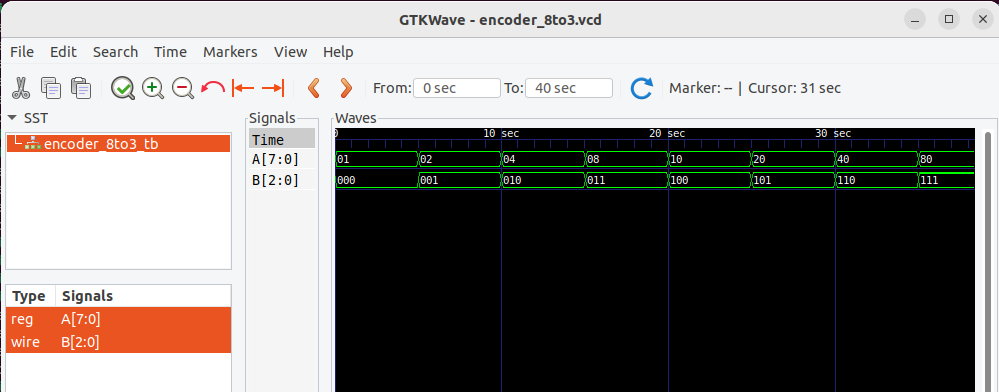 GTKWave - encoder_8to3.vcd
File Edit Search Time Markers View Help
From: 0 sec To: 40 sec Marker: -- | Cursor: 31 sec
SST
encoder_8to3_tb
Type Signals
reg A[7:0]
wire B[2:0]
Signals
Time
A[7:0]
B[2:0]
Waves
0 10 sec 20 sec 30 sec
01 02 04 08 10 20 40 80
000 001 010 011 100 101 110 111